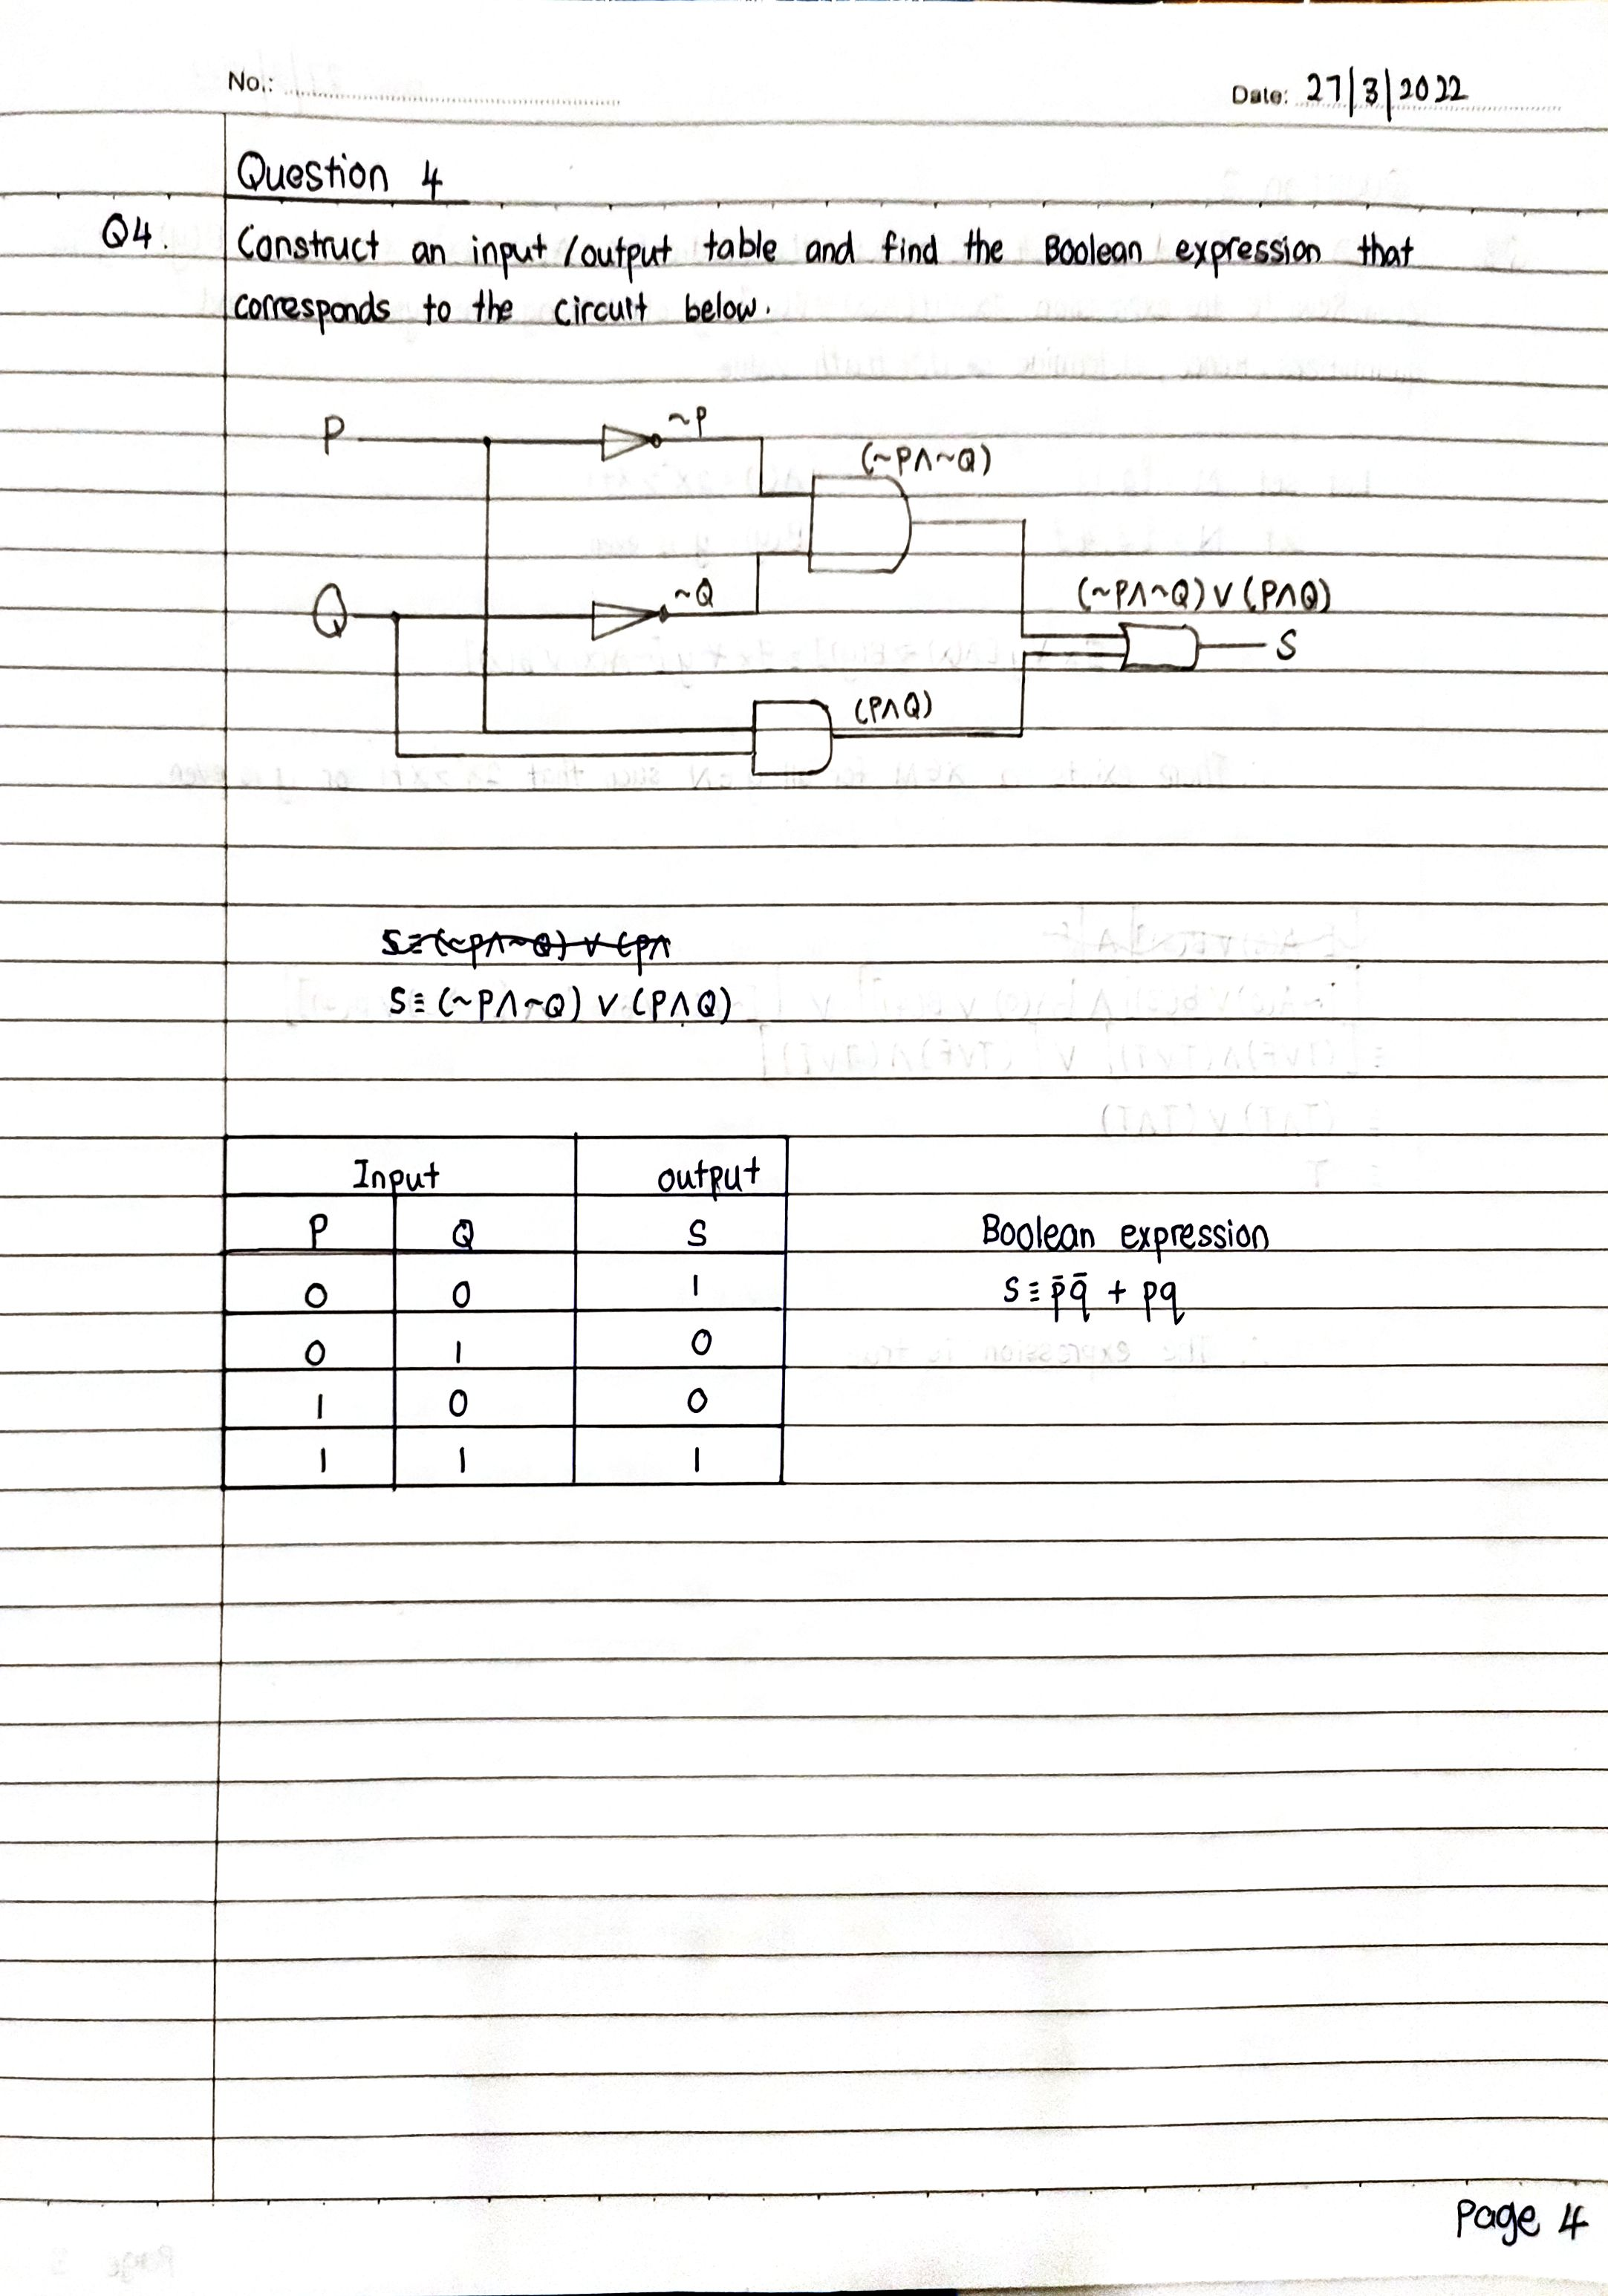 No.:
Date: 27/3/2022
Question 4
Q4. Construct an input/output table and find the Boolean expression that
corresponds to the circuit below.
P
~P
(~P∧~Q)
Q
~Q
(~P∧~Q)∨(P∧Q)
S
(P∧Q)
S≡(~P∧~Q)∨(P∧
S≡(~P∧~Q)∨(P∧Q)
Input output
P Q S
0 0 1
0 1 0
1 0 0
1 1 1
Boolean expression
S≡p̄q̄ + pq
Page 4